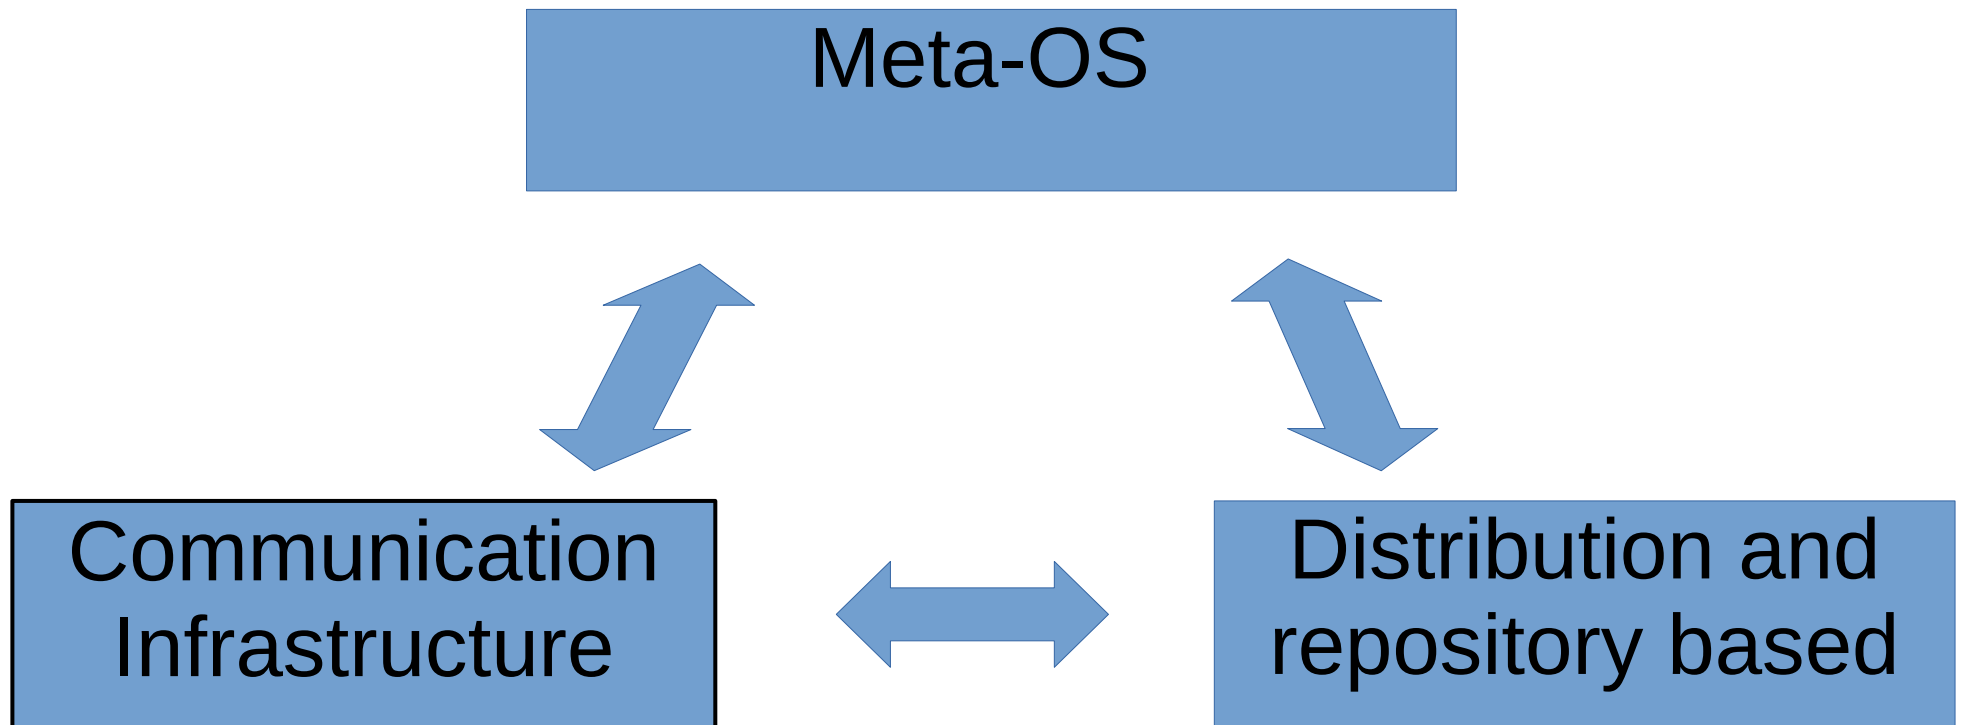 Meta-OS
Communication
Infrastructure
Distribution and
repository based